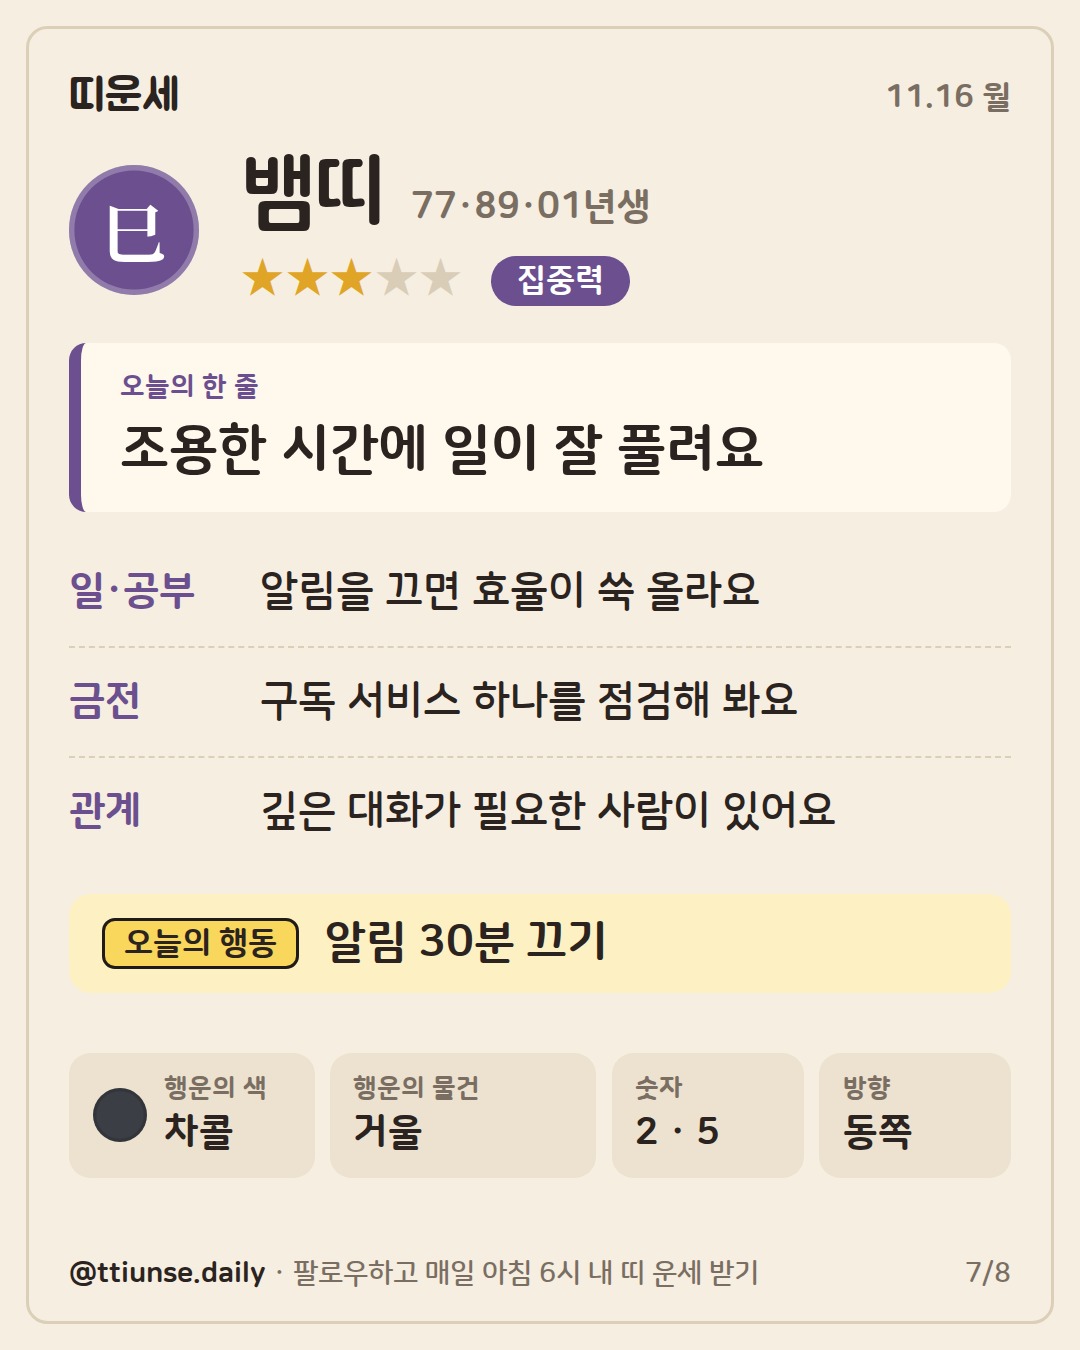 띠운세
11.16 월
巳
뱀띠 77·89·01년생
★★★★★ 집중력
오늘의 한 줄
조용한 시간에 일이 잘 풀려요
일·공부 알림을 끄면 효율이 쑥 올라요
금전 구독 서비스 하나를 점검해 봐요
관계 깊은 대화가 필요한 사람이 있어요
오늘의 행동 알림 30분 끄기
행운의 색
차콜
행운의 물건
거울
숫자
2 · 5
방향
동쪽
@ttiunse.daily · 팔로우하고 매일 아침 6시 내 띠 운세 받기
7/8